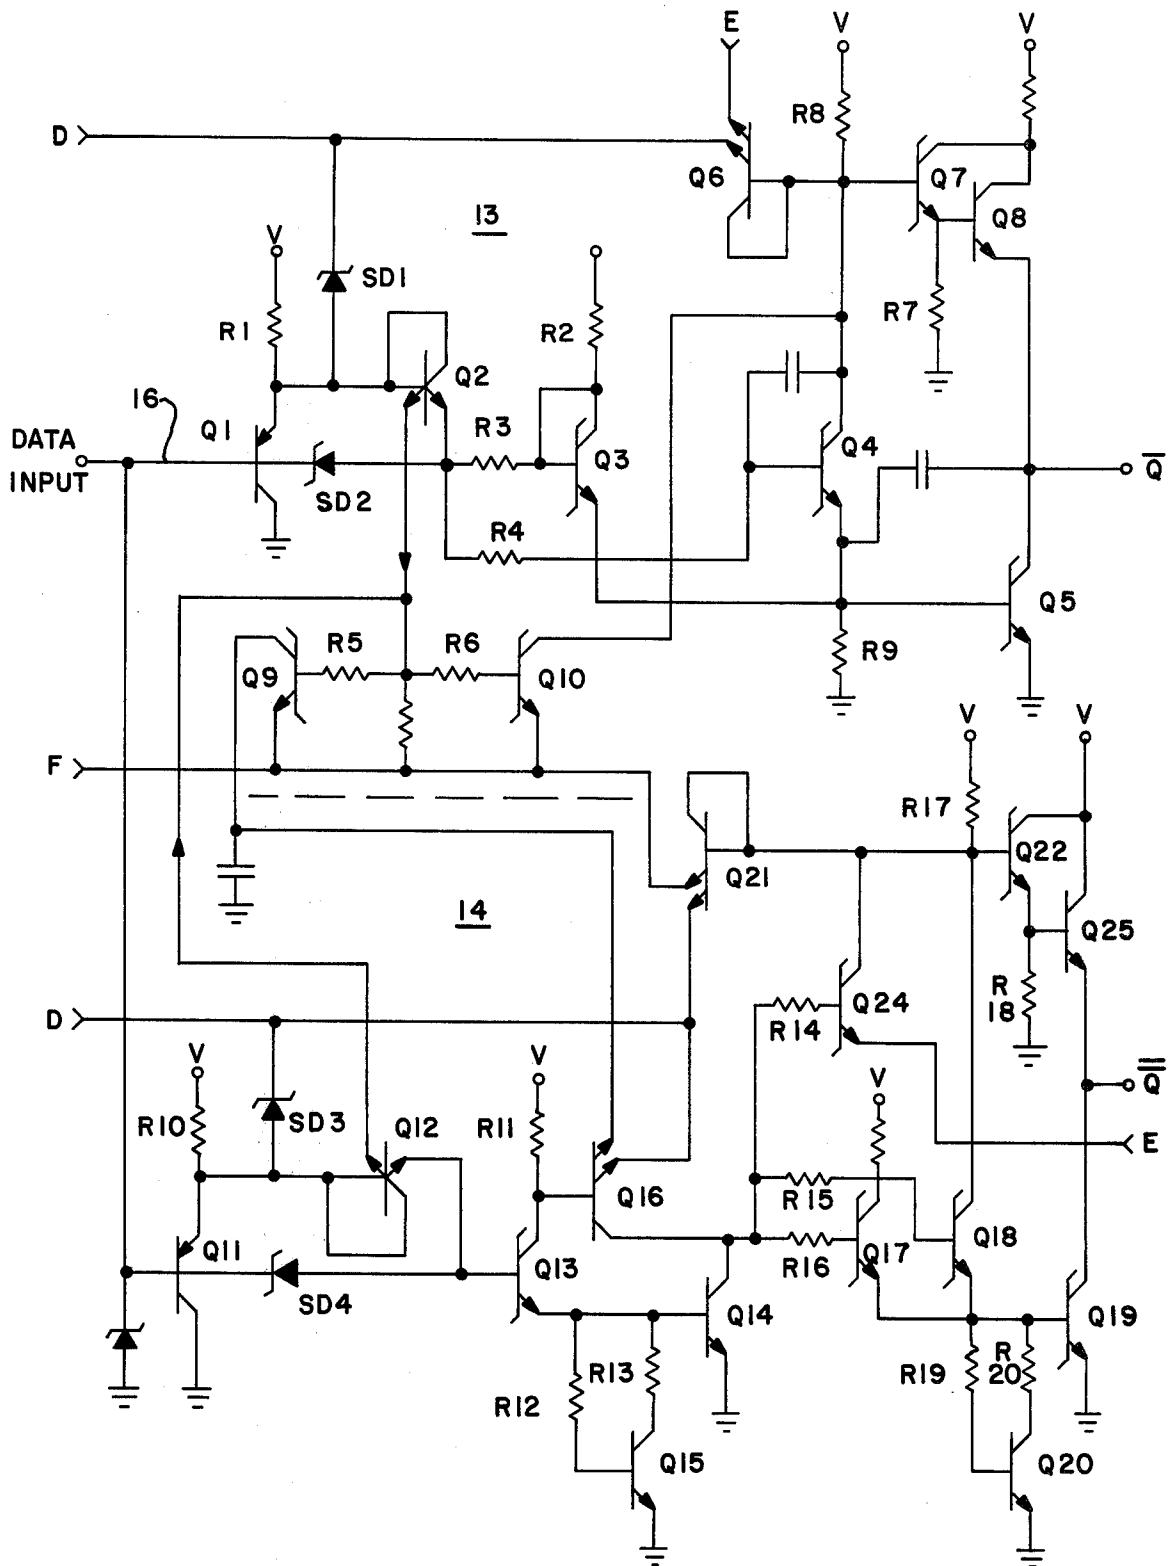 E
V
V
R8
D
Q6
Q7
Q8
13
V
SD1
R7
R1
R2
Q2
16
Q1
R3
Q4
DATA
INPUT
Q3
Q̅
SD2
R4
Q5
R5
R6
R9
Q9
Q10
V
V
F
R17
Q22
Q21
14
Q25
R
18
Q24
D
R14
V
V
V
Q̿
R10
SD3
Q12
R11
E
Q16
R15
Q11
Q13
R16
Q17
Q18
SD4
Q14
Q19
R13
R19
R
20
R12
Q15
Q20